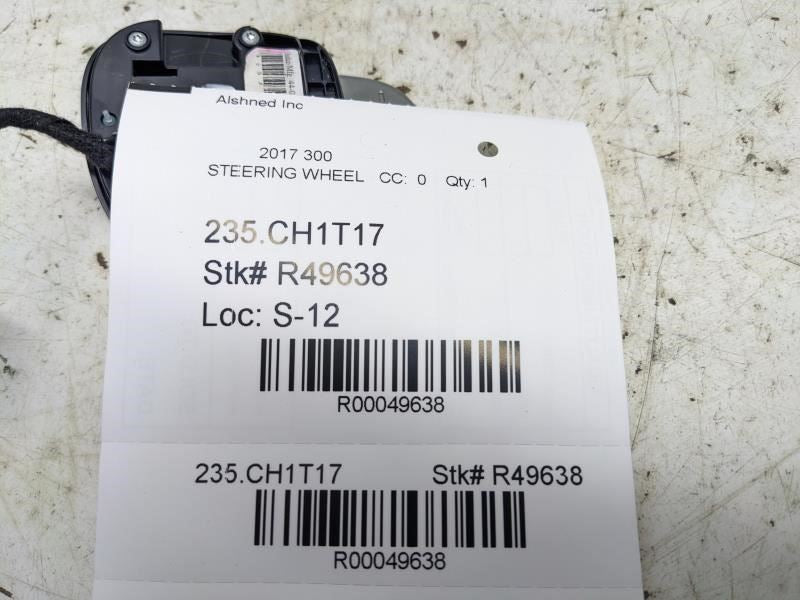 Alshned Inc
2017 300
STEERING WHEEL CC: 0 Qty: 1
235.CH1T17
Stk# R49638
Loc: S-12
R00049638
235.CH1T17 Stk# R49638
R00049638